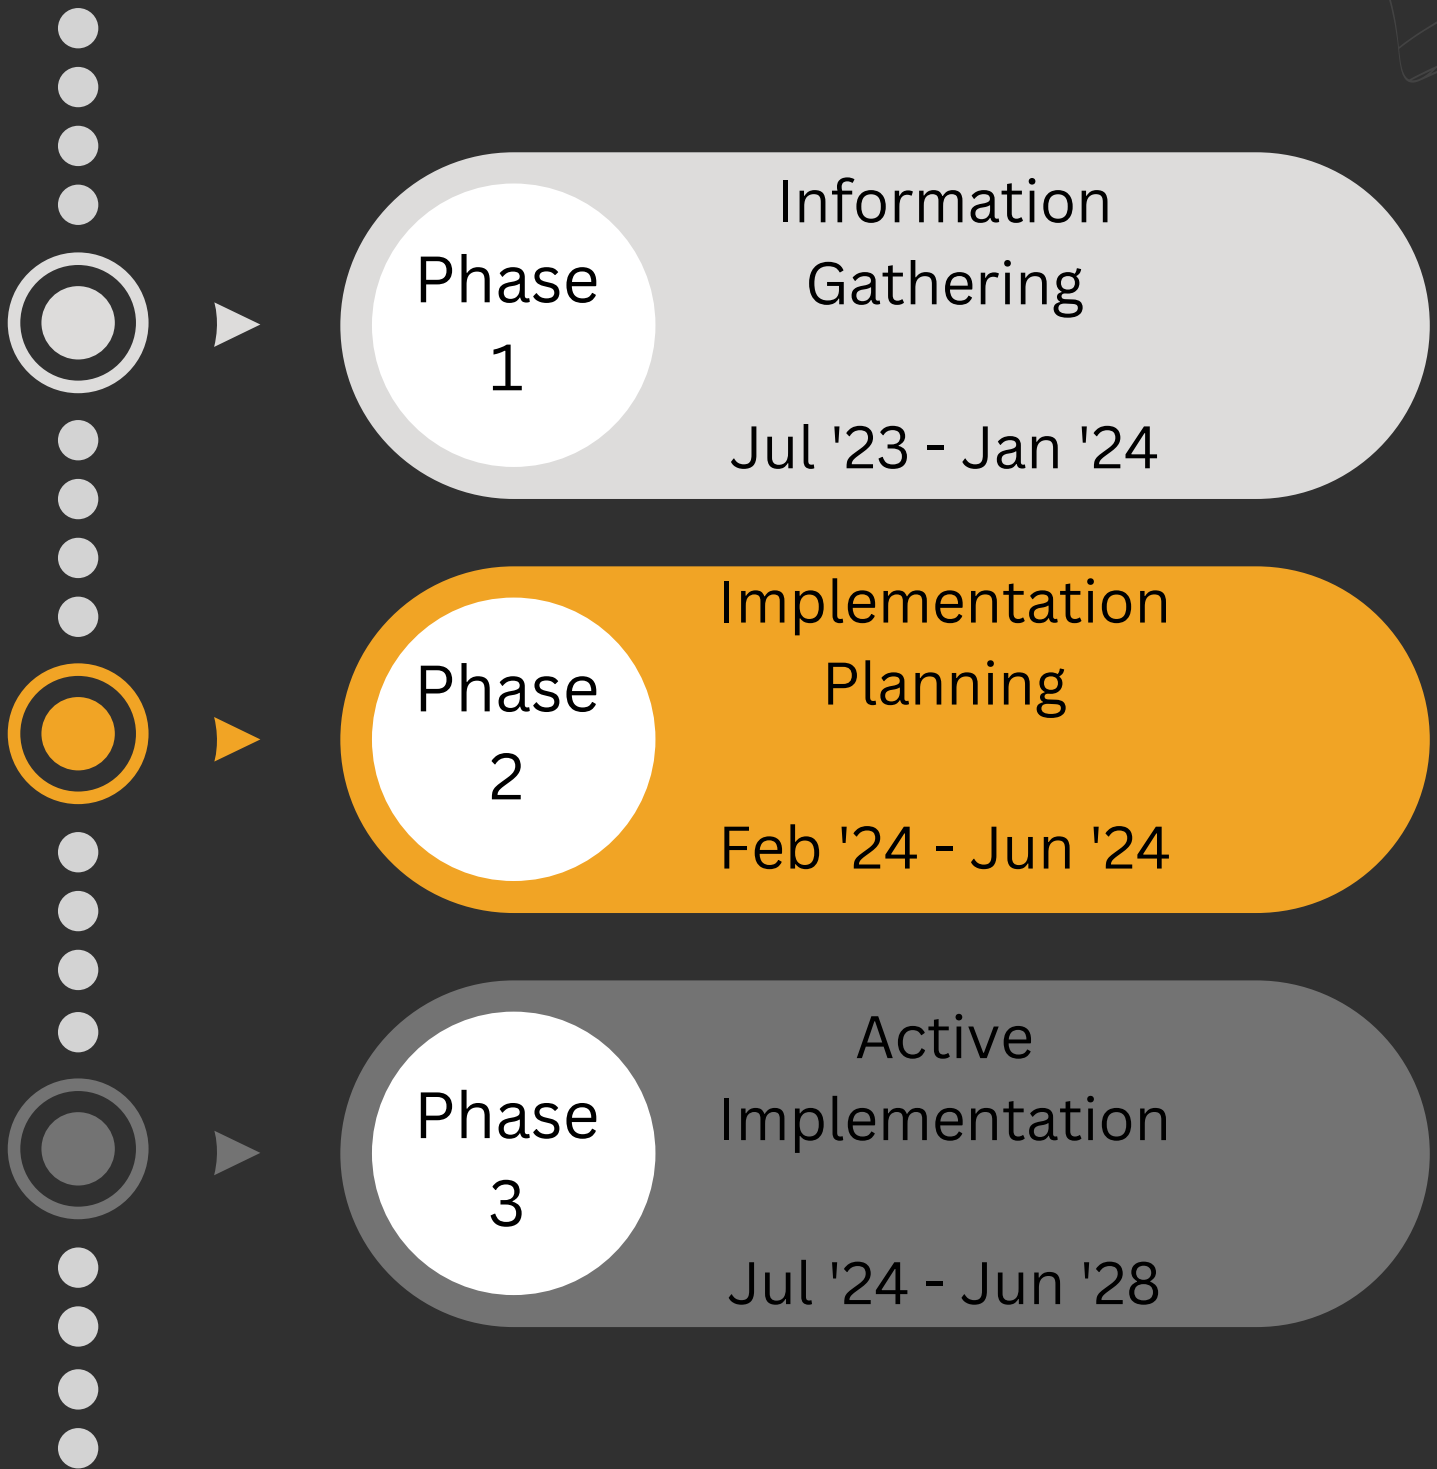 Phase
1
Information
Gathering
Jul '23 - Jan '24
Phase
2
Implementation
Planning
Feb '24 - Jun '24
Phase
3
Active
Implementation
Jul '24 - Jun '28